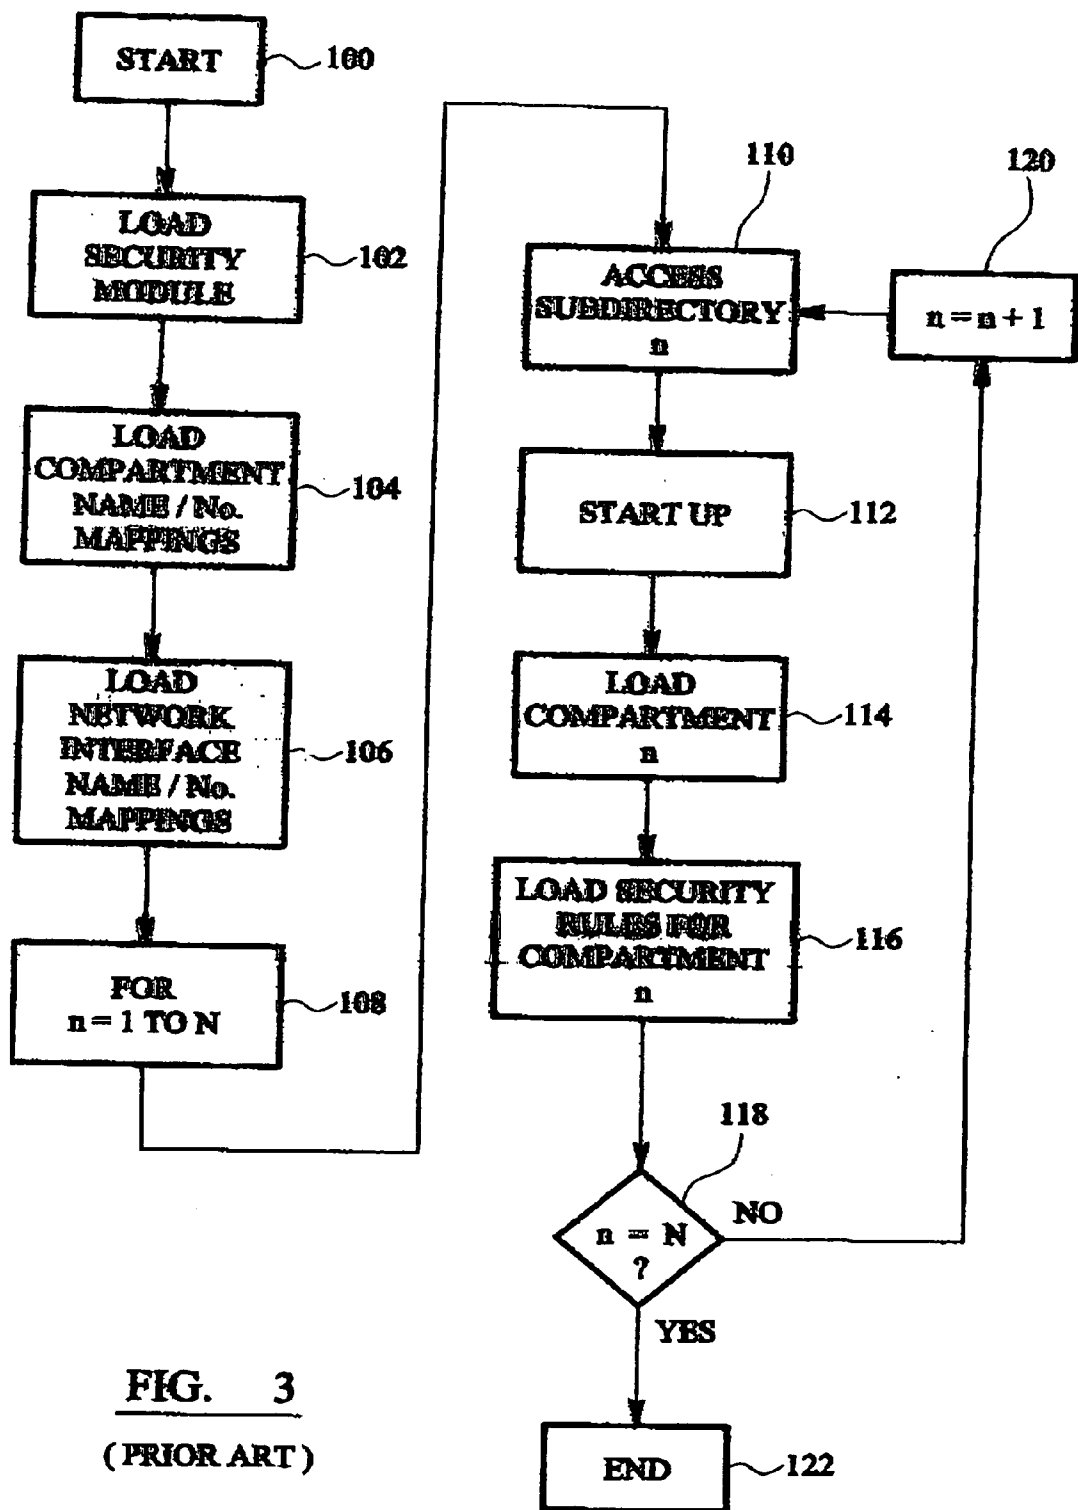 START
100
LOAD
SECURITY
MODULE
102
LOAD
COMPARTMENT
NAME / No.
MAPPINGS
104
LOAD
NETWORK
INTERFACE
NAME / No.
MAPPINGS
106
FOR
n = 1 TO N
108
110
ACCESS
SUBDIRECTORY
n
120
n = n + 1
START UP
112
LOAD
COMPARTMENT
n
114
LOAD SECURITY
RULES FOR
COMPARTMENT
n
116
118
n = N
?
NO
YES
END
122
FIG. 3
( PRIOR ART )